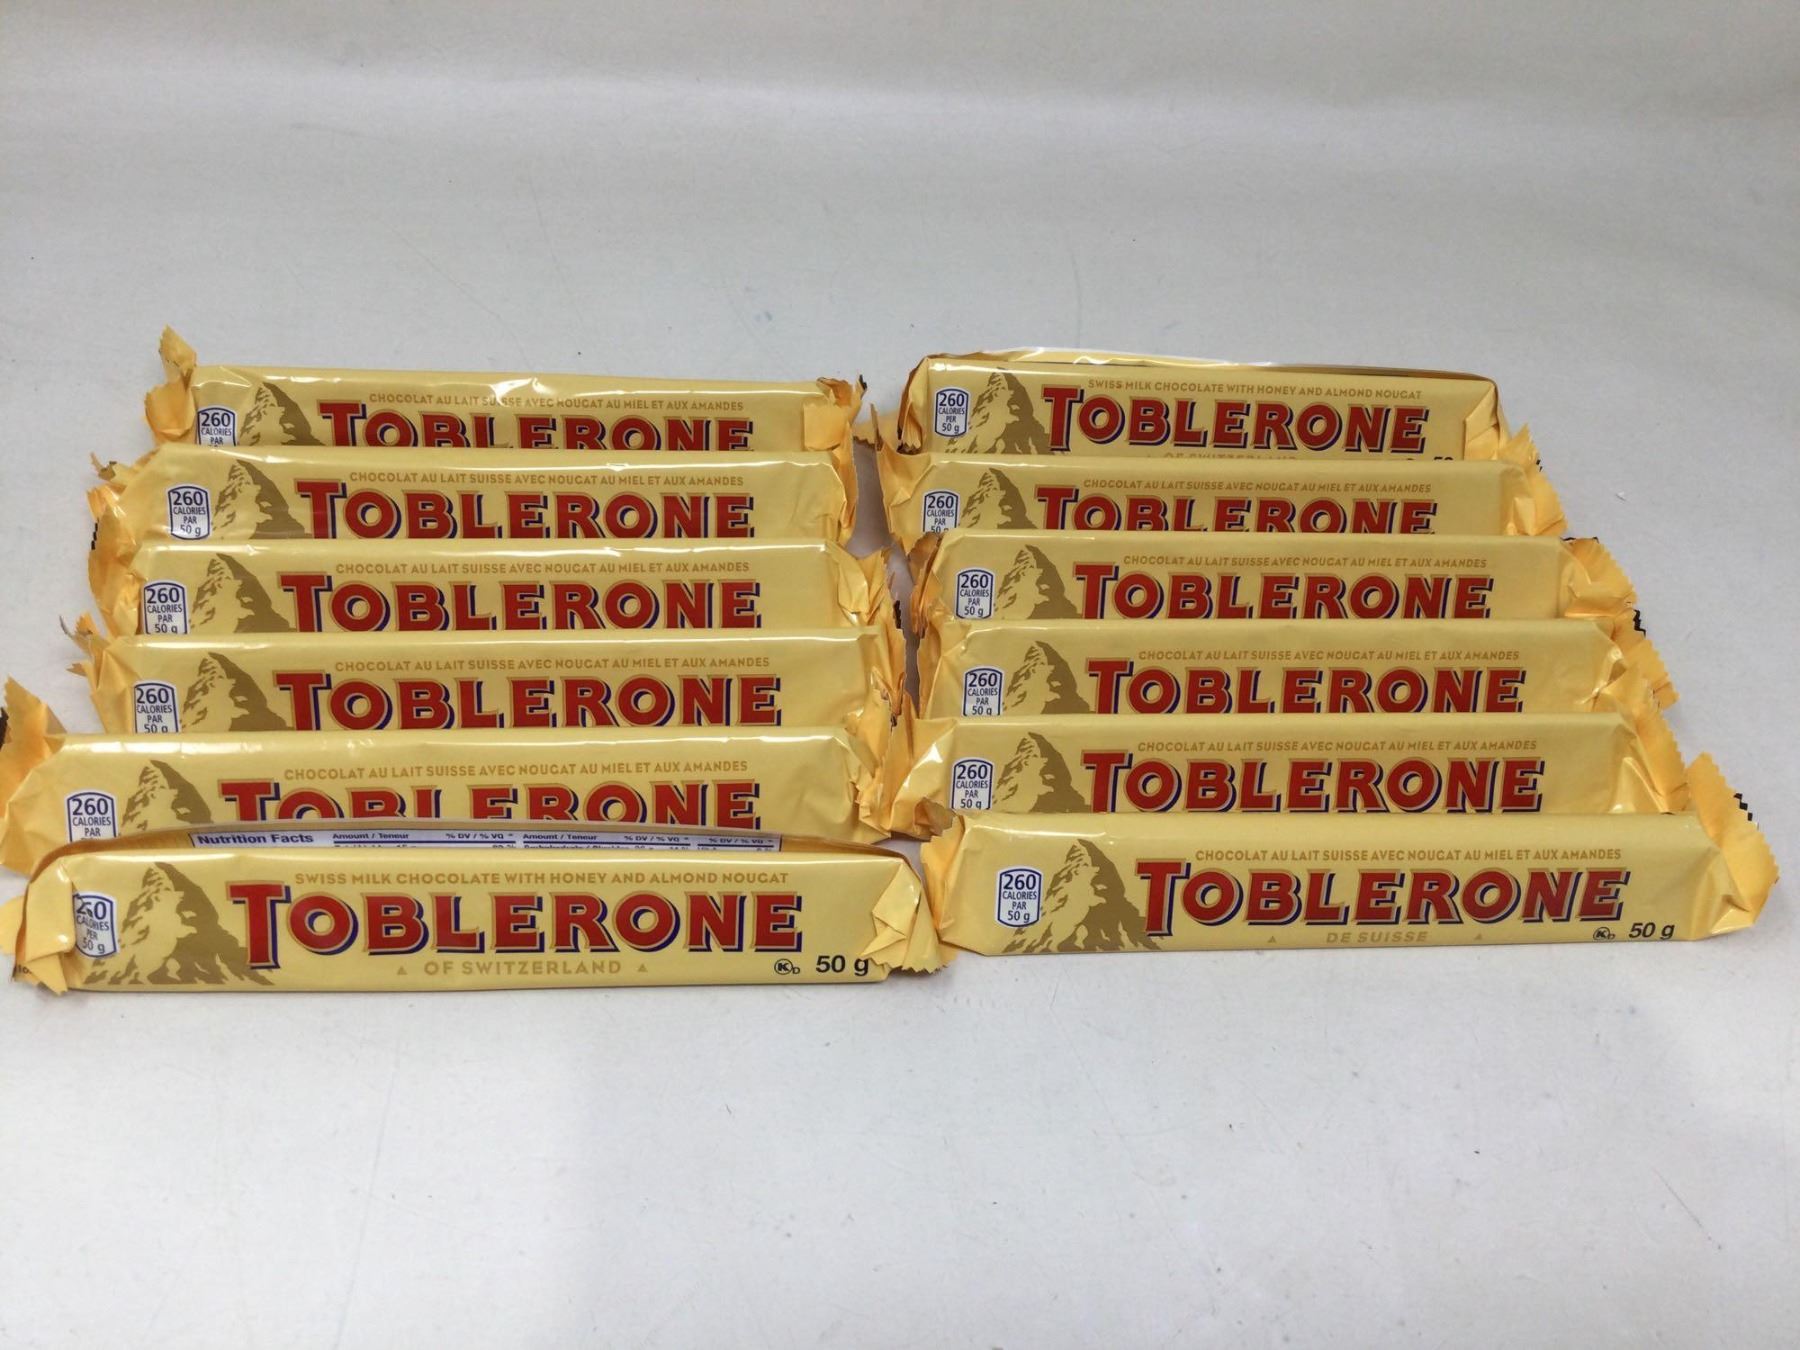 CHOCOLAT AU LAIT SUISSE AVEC NOUGAT AU MIEL ET AUX AMANDES
260
CALORIES
PAR
TOBLERONE
CHOCOLAT AU LAIT SUISSE AVEC NOUGAT AU MIEL ET AUX AMANDES
260
CALORIES
PAR
50 g
TOBLERONE
CHOCOLAT AU LAIT SUISSE AVEC NOUGAT AU MIEL ET AUX AMANDES
260
CALORIES
PAR
50 g
TOBLERONE
CHOCOLAT AU LAIT SUISSE AVEC NOUGAT AU MIEL ET AUX AMANDES
260
CALORIES
PAR
50 g
TOBLERONE
CHOCOLAT AU LAIT SUISSE AVEC NOUGAT AU MIEL ET AUX AMANDES
260
CALORIES
PAR
TOBLERONE
Nutrition Facts Amount / Teneur % DV / % VQ * Amount / Teneur % DV / % VQ * % DV / % VQ *
SWISS MILK CHOCOLATE WITH HONEY AND ALMOND NOUGAT
260
CALORIES
PER
50 g
TOBLERONE
OF SWITZERLAND
K D 50 g
SWISS MILK CHOCOLATE WITH HONEY AND ALMOND NOUGAT
260
CALORIES
PER
50 g
TOBLERONE
OF SWITZERLAND
CHOCOLAT AU LAIT SUISSE AVEC NOUGAT AU MIEL ET AUX AMANDES
260
CALORIES
PAR
50 g
TOBLERONE
CHOCOLAT AU LAIT SUISSE AVEC NOUGAT AU MIEL ET AUX AMANDES
260
CALORIES
PAR
50 g
TOBLERONE
CHOCOLAT AU LAIT SUISSE AVEC NOUGAT AU MIEL ET AUX AMANDES
260
CALORIES
PAR
50 g
TOBLERONE
CHOCOLAT AU LAIT SUISSE AVEC NOUGAT AU MIEL ET AUX AMANDES
260
CALORIES
PAR
50 g
TOBLERONE
CHOCOLAT AU LAIT SUISSE AVEC NOUGAT AU MIEL ET AUX AMANDES
260
CALORIES
PAR
50 g
TOBLERONE
DE SUISSE
K D 50 g